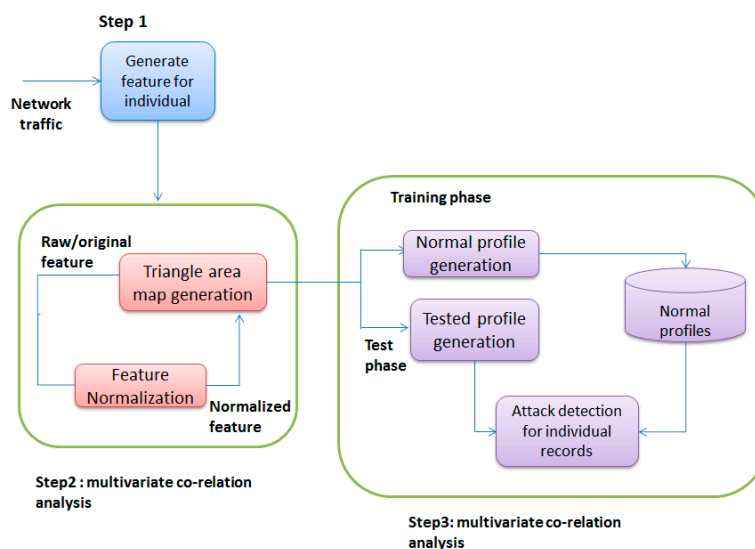 Step 1
Generate
feature for
individual
Network
traffic
Training phase
Raw/original
feature
Triangle area
map generation
Feature
Normalization
Normalized
feature
Normal profile
generation
Tested profile
generation
Test
phase
Normal
profiles
Attack detection
for individual
records
Step2 : multivariate co-relation
analysis
Step3: multivariate co-relation
analysis